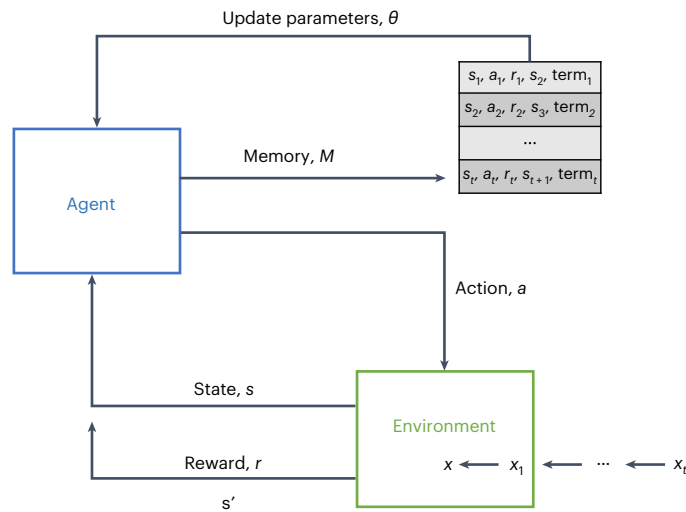 Update parameters, θ
s₁, a₁, r₁, s₂, term₁
s₂, a₂, r₂, s₃, term₂
...
sₜ, aₜ, rₜ, sₜ₊₁, termₜ
Memory, M
Agent
Action, a
State, s
Environment
Reward, r
x
x₁
...
xₜ
s′